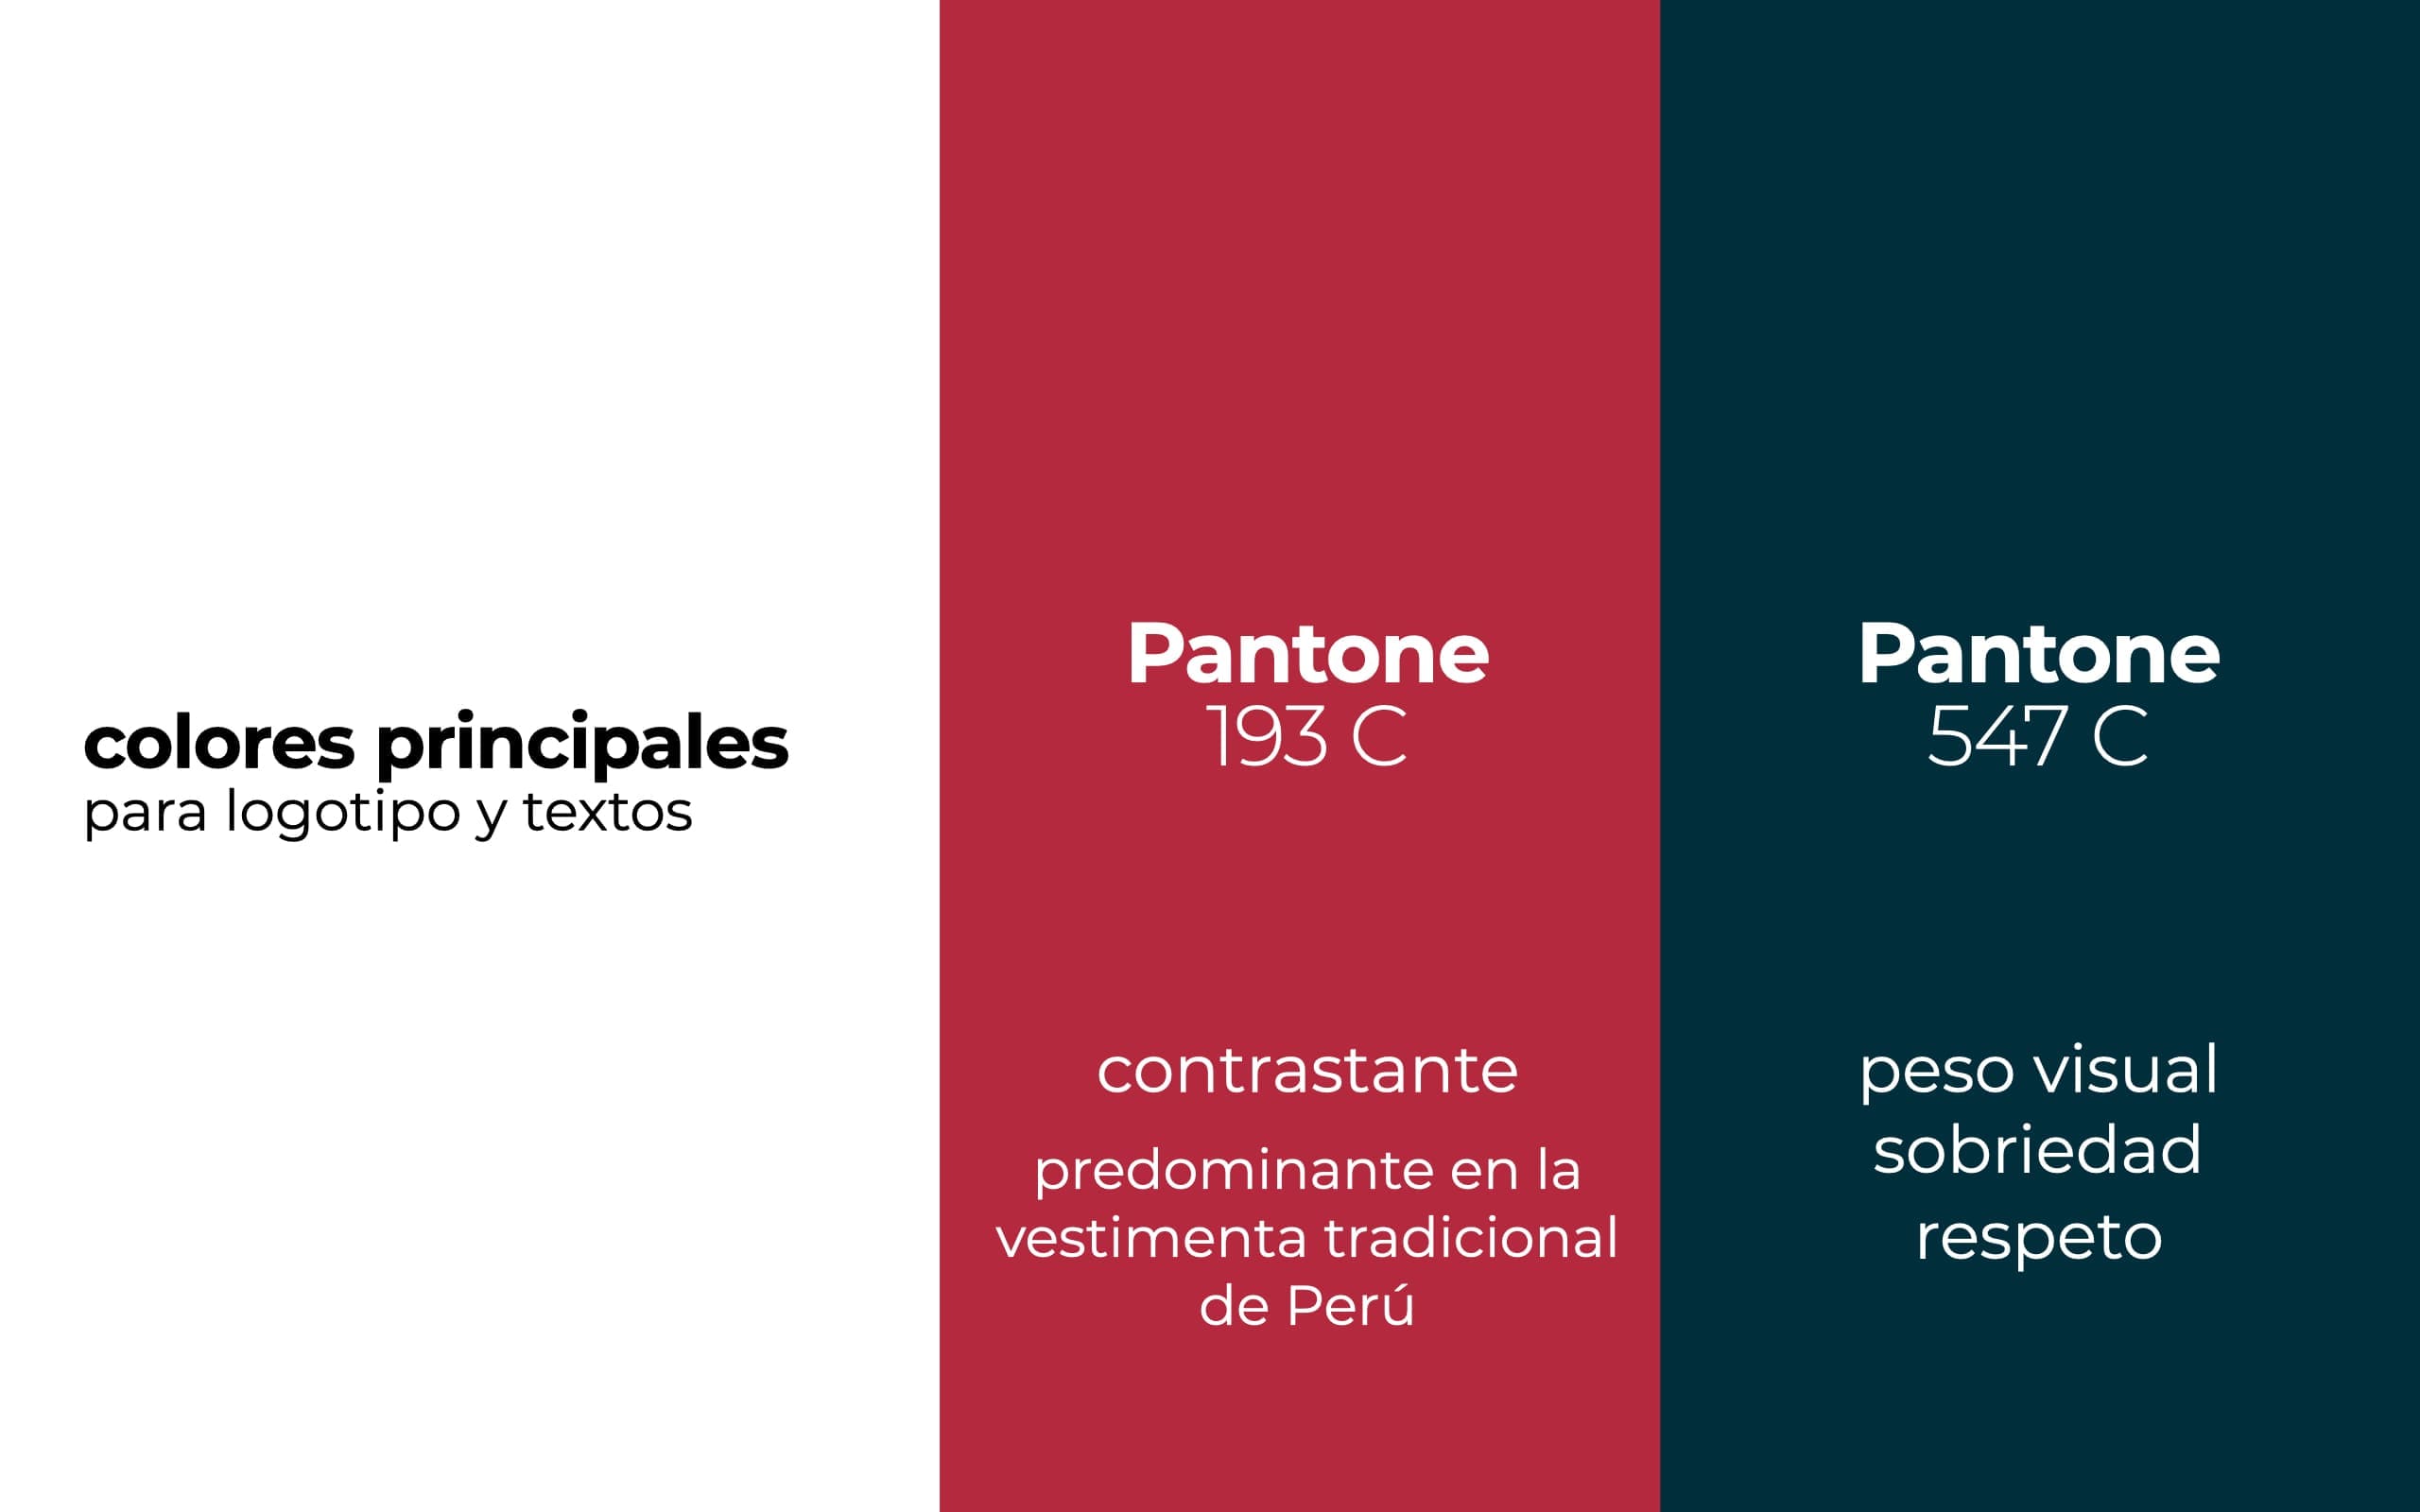 colores principales
para logotipo y textos
Pantone
193 C
contrastante
predominante en la
vestimenta tradicional
de Perú
Pantone
547 C
peso visual
sobriedad
respeto